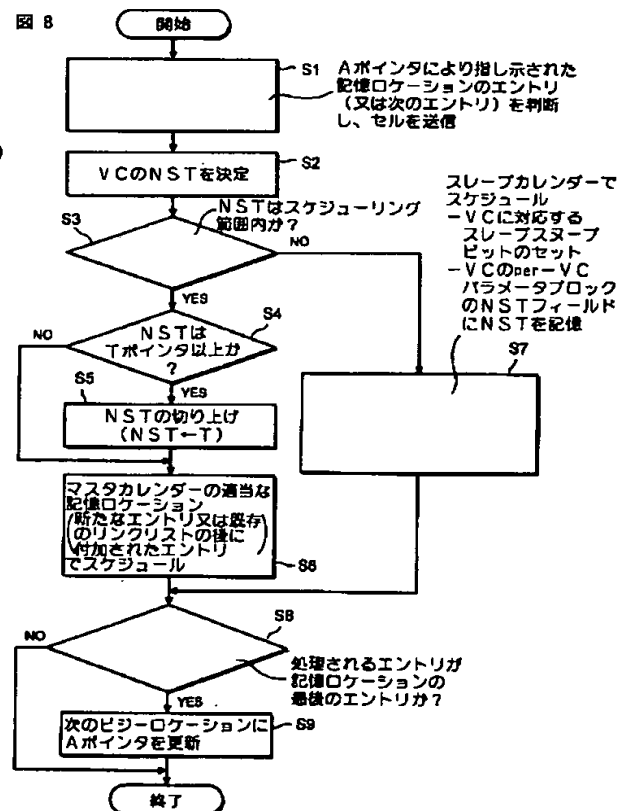 図 8
開始
S1
Aポインタにより指し示された
記憶ロケーションのエントリ
(又は次のエントリ)を判断
し、セルを送信
VCのNSTを決定
S2
S3
NSTはスケジューリング
範囲内か?
NO
YES
スレーブカレンダーで
スケジュール
-VCに対応する
スレーブスヌープ
ビットのセット
-VCのper-VC
パラメータブロック
のNSTフィールド
にNSTを記憶
S7
S4
NO
NSTは
Tポインタ以上か
?
YES
S5
NSTの切り上げ
(NST←T)
マスタカレンダーの適当な
記憶ロケーション
(新たなエントリ又は既存
のリンクリストの後に
付加されたエントリ)
でスケジュール
S6
S8
NO
処理されるエントリが
記憶ロケーションの
最後のエントリか?
YES
次のビジーロケーションに
Aポインタを更新
S9
終了